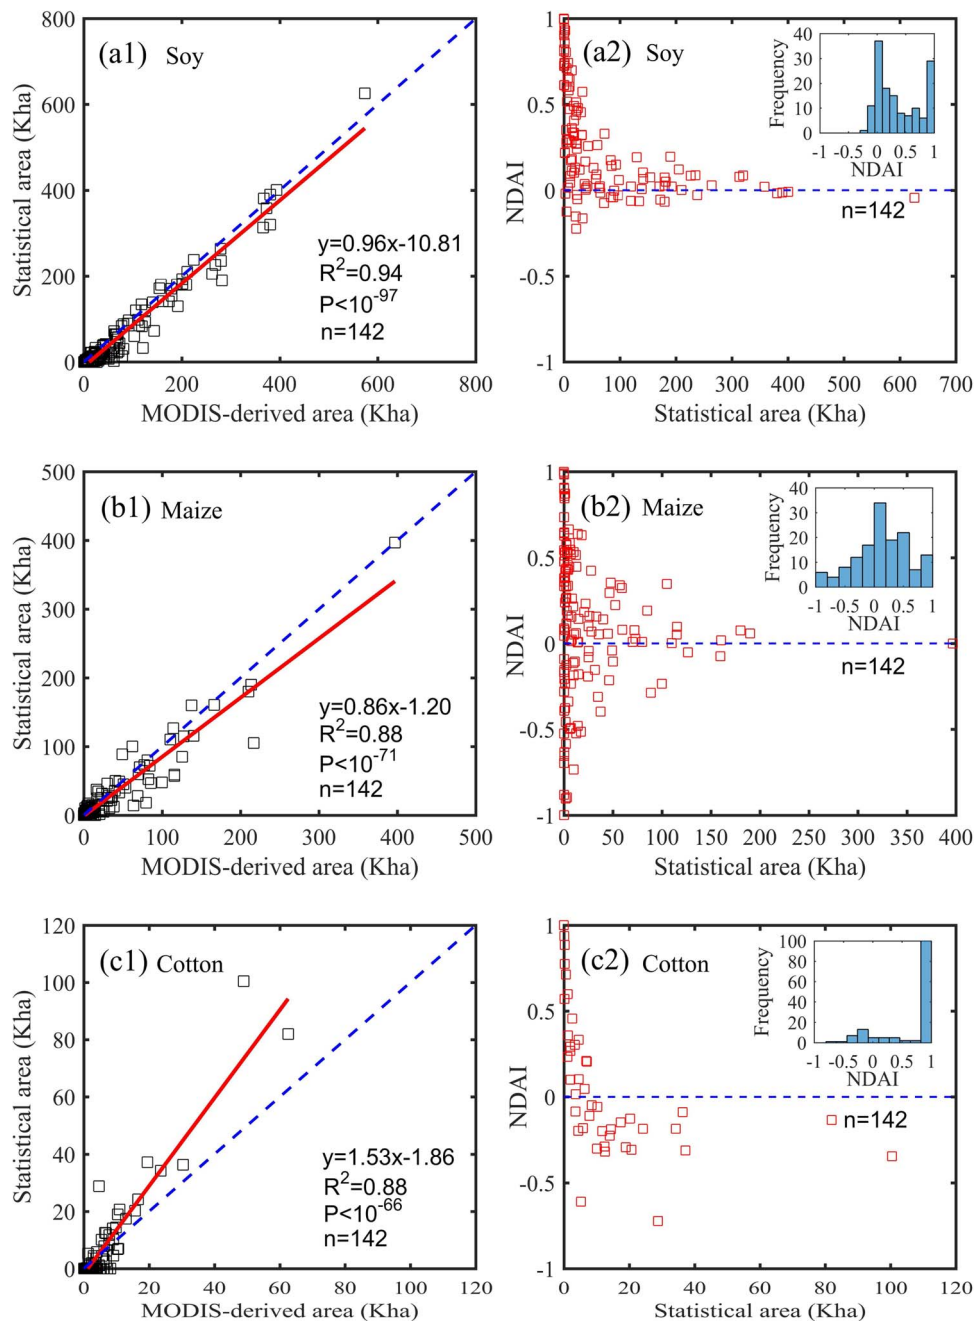 (a1) Soy
Statistical area (Kha)
800
600
400
200
0
y=0.96x-10.81
R²=0.94
P<10⁻⁹⁷
n=142
0 200 400 600 800
MODIS-derived area (Kha)
(a2) Soy
NDAI
1
0.5
0
-0.5
-1
Frequency
40
30
20
10
0
-1 -0.5 0 0.5 1
NDAI
n=142
0 100 200 300 400 500 600 700
Statistical area (Kha)
(b1) Maize
Statistical area (Kha)
500
400
300
200
100
0
y=0.86x-1.20
R²=0.88
P<10⁻⁷¹
n=142
0 100 200 300 400 500
MODIS-derived area (Kha)
(b2) Maize
NDAI
1
0.5
0
-0.5
-1
Frequency
40
30
20
10
0
-1 -0.5 0 0.5 1
NDAI
n=142
0 50 100 150 200 250 300 350 400
Statistical area (Kha)
(c1) Cotton
Statistical area (Kha)
120
100
80
60
40
20
0
y=1.53x-1.86
R²=0.88
P<10⁻⁶⁶
n=142
0 20 40 60 80 100 120
MODIS-derived area (Kha)
(c2) Cotton
NDAI
1
0.5
0
-0.5
-1
Frequency
100
80
60
40
20
0
-1 -0.5 0 0.5 1
NDAI
n=142
0 20 40 60 80 100 120
Statistical area (Kha)